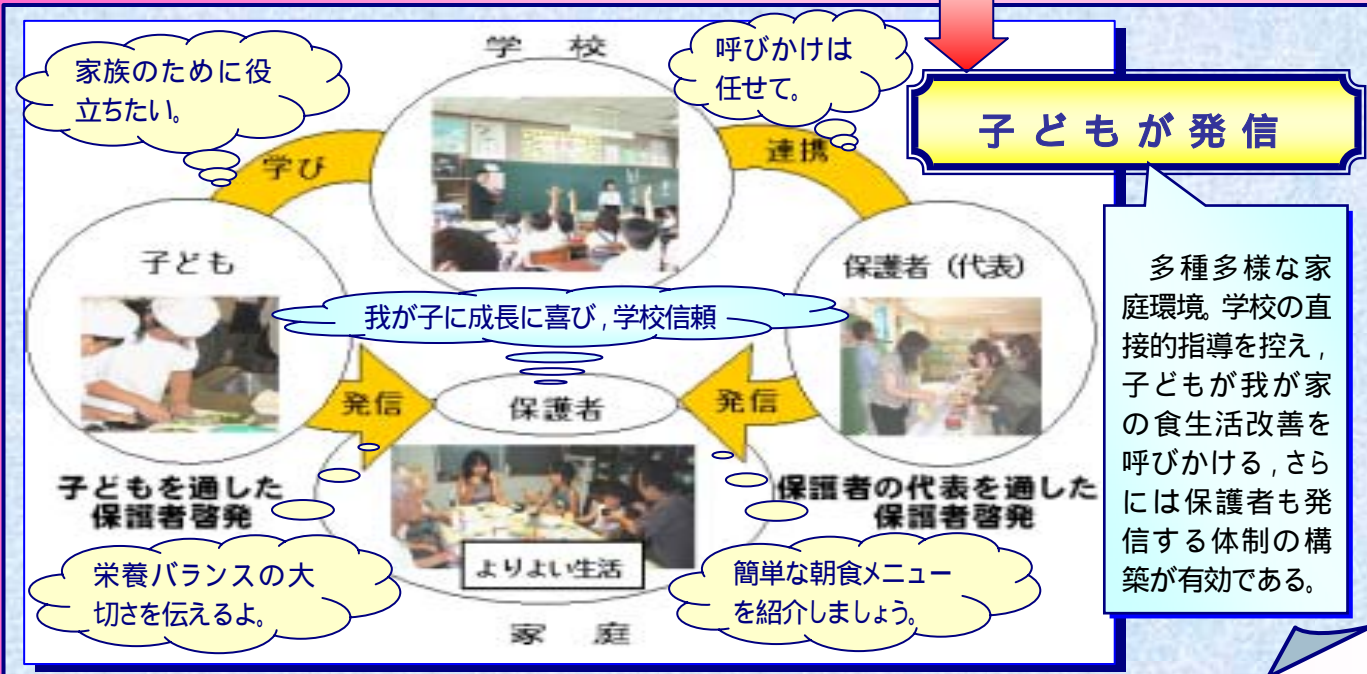 学 校
家族のために役
立ちたい。
呼びかけは
任せて。
子どもが発信
学び
連携
子ども
保護者（代表）
我が子に成長に喜び,学校信頼
発信
保護者
発信
子どもを通した
保護者啓発
保護者の代表を通した
保護者啓発
よりよい生活
栄養バランスの大
切さを伝えるよ。
簡単な朝食メニュー
を紹介しましょう。
家 庭
多種多様な家
庭環境。学校の直
接的指導を控え,
子どもが我が家
の食生活改善を
呼びかける,さら
には保護者も発
信する体制の構
築が有効である。